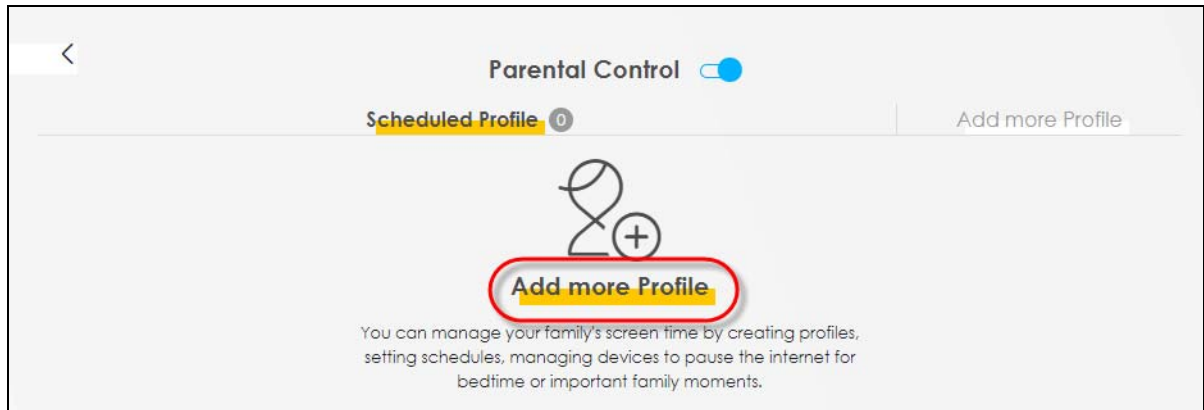 Parental Control
Scheduled Profile 0
Add more Profile
Add more Profile
You can manage your family's screen time by creating profiles,
setting schedules, managing devices to pause the internet for
bedtime or important family moments.